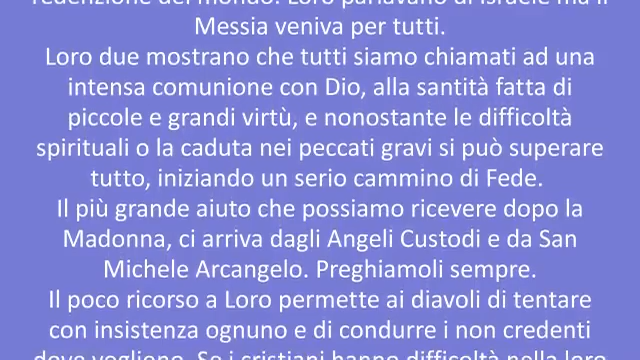 redenzione del mondo. Loro parlavano di Israele ma il
Messia veniva per tutti.
Loro due mostrano che tutti siamo chiamati ad una
intensa comunione con Dio, alla santità fatta di
piccole e grandi virtù, e nonostante le difficoltà
spirituali o la caduta nei peccati gravi si può superare
tutto, iniziando un serio cammino di Fede.
Il più grande aiuto che possiamo ricevere dopo la
Madonna, ci arriva dagli Angeli Custodi e da San
Michele Arcangelo. Preghiamoli sempre.
Il poco ricorso a Loro permette ai diavoli di tentare
con insistenza ognuno e di condurre i non credenti
dove vogliono. Se i cristiani hanno difficoltà nella loro